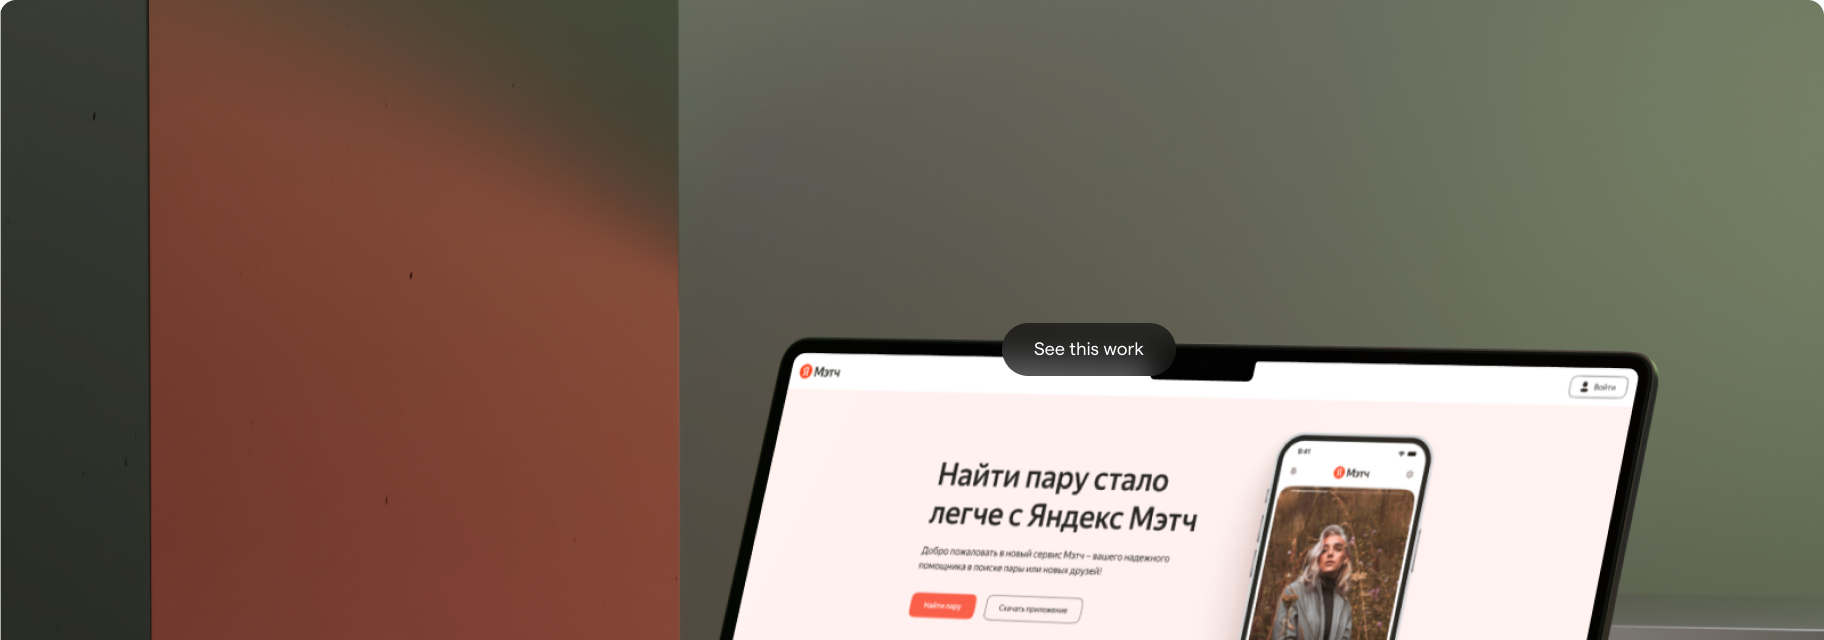 See this work
Я Мэтч
Войти
9:41
Я Мэтч
Найти пару стало
легче с Яндекс Мэтч
Добро пожаловать в новый сервис Мэтч – вашего надежного
помощника в поиске пары или новых друзей!
Найти пару
Скачать приложение